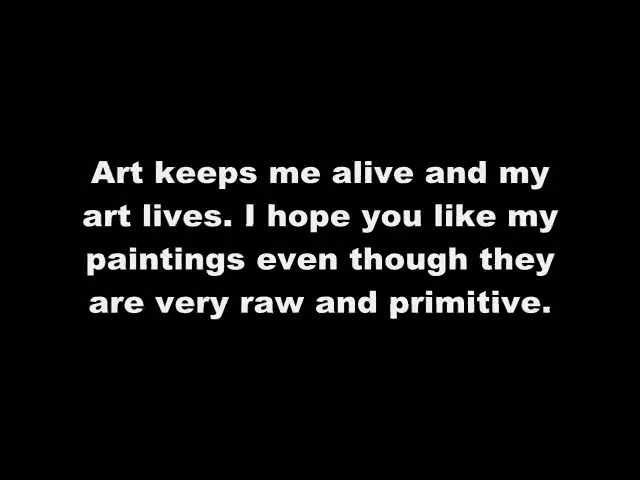 Art keeps me alive and my
art lives. I hope you like my
paintings even though they
are very raw and primitive.